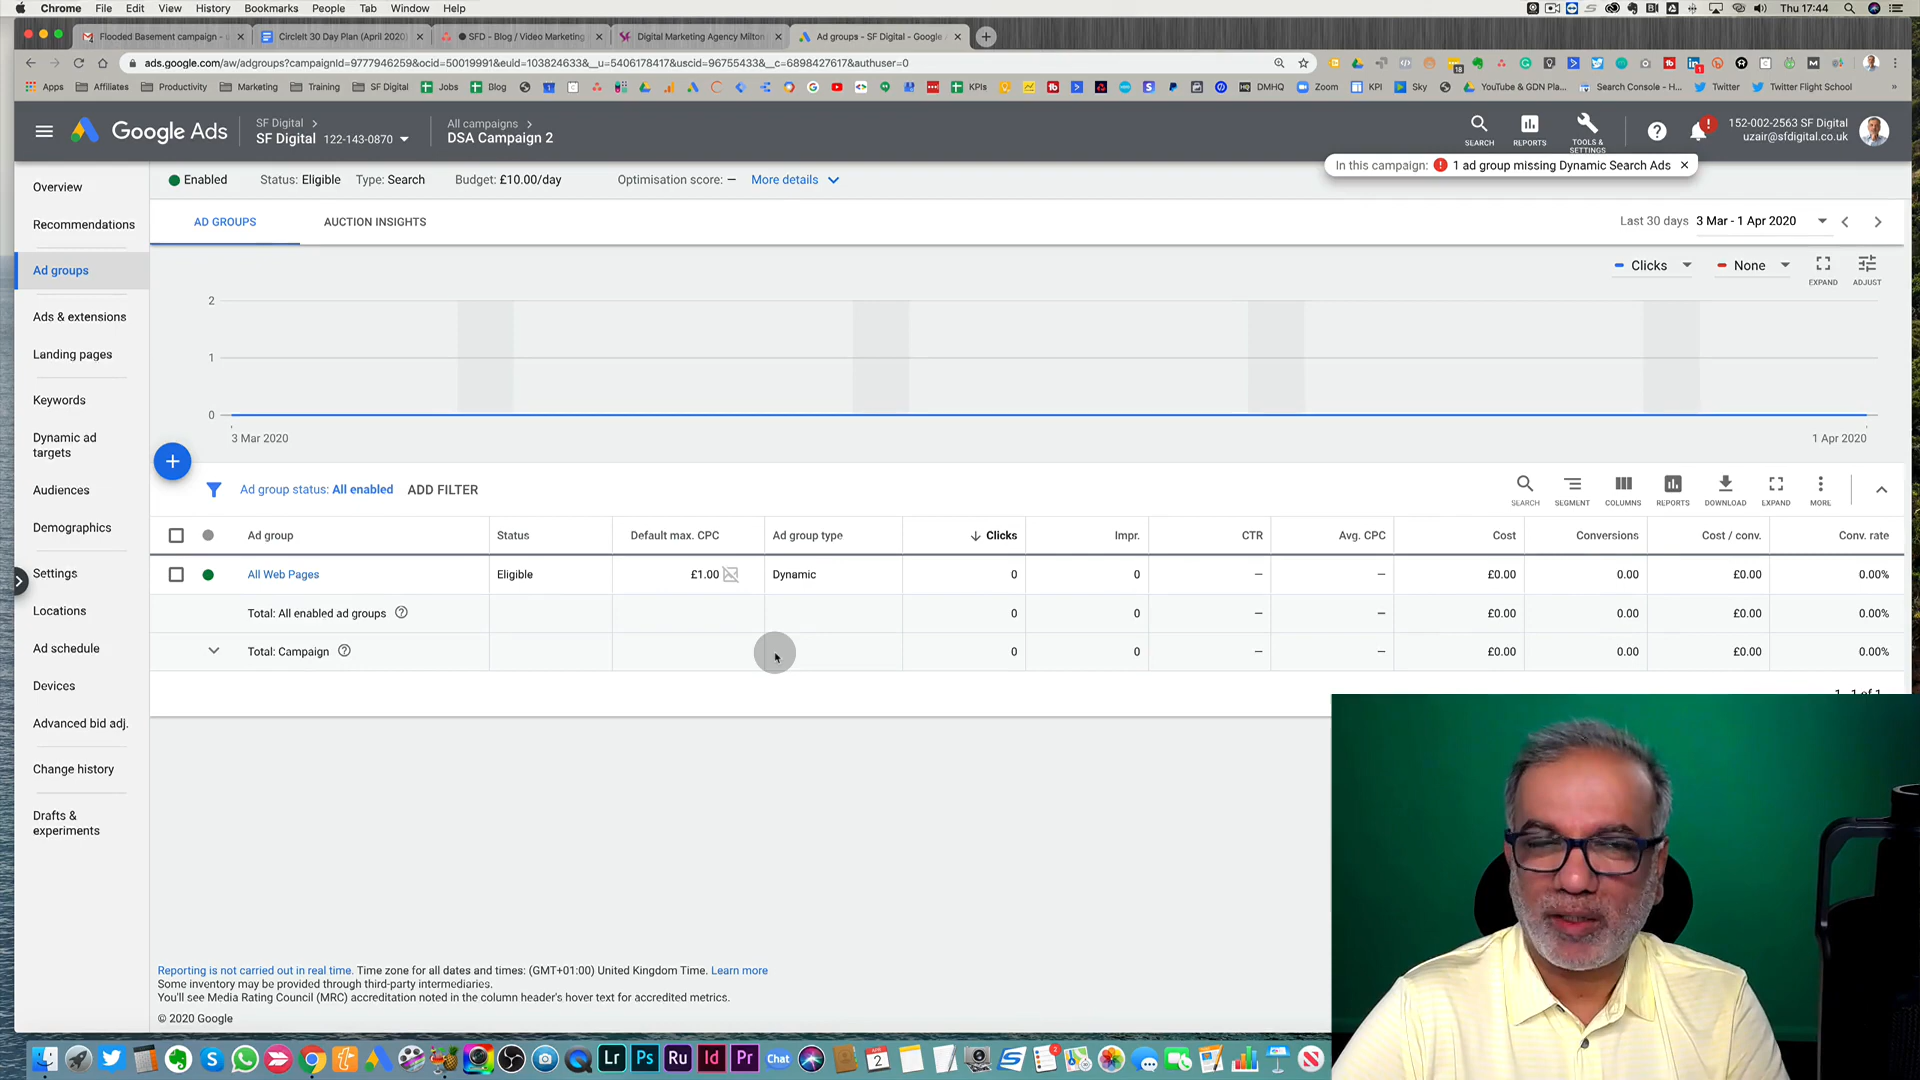 Chrome File Edit View History Bookmarks People Tab Window Help
Thu 17:44
Flooded Basement campaign -
CircleIt 30 Day Plan (April 2020)
SFD - Blog / Video Marketing
Digital Marketing Agency Milton
Ad groups - SF Digital - Google
ads.google.com/aw/adgroups?campaignId=9777946259&ocid=50019991&euid=103824633&__u=5406178417&uscid=967554338&__c=6898427617&authuser=0
Apps Affiliates Productivity Marketing Training SF Digital Jobs Blog KPIs DMHQ Zoom KPI Sky YouTube & GDN Pla... Search Console - H... Twitter Twitter Flight School
Google Ads
SF Digital
SF Digital 122-143-0870
All campaigns
DSA Campaign 2
SEARCH
REPORTS
TOOLS & SETTINGS
152-002-2563 SF Digital
uzair@sfdigital.co.uk
In this campaign: 1 ad group missing Dynamic Search Ads
Enabled Status: Eligible Type: Search Budget: £10.00/day Optimisation score: – More details
Overview
Recommendations
Ad groups
Ads & extensions
Landing pages
Keywords
Dynamic ad
targets
Audiences
Demographics
Settings
Locations
Ad schedule
Devices
Advanced bid adj.
Change history
Drafts &
experiments
AD GROUPS
AUCTION INSIGHTS
Last 30 days 3 Mar - 1 Apr 2020
Clicks
None
EXPAND
ADJUST
2
1
0
3 Mar 2020
1 Apr 2020
Ad group status: All enabled ADD FILTER
SEARCH SEGMENT COLUMNS REPORTS DOWNLOAD EXPAND MORE
Ad group Status Default max. CPC Ad group type Clicks Impr. CTR Avg. CPC Cost Conversions Cost / conv. Conv. rate
All Web Pages Eligible £1.00 Dynamic 0 0 – – £0.00 0.00 £0.00 0.00%
Total: All enabled ad groups 0 0 – – £0.00 0.00 £0.00 0.00%
Total: Campaign 0 0 – – £0.00 0.00 £0.00 0.00%
1 - 1 of 1
Reporting is not carried out in real time. Time zone for all dates and times: (GMT+01:00) United Kingdom Time. Learn more
Some inventory may be provided through third-party intermediaries.
You'll see Media Rating Council (MRC) accreditation noted in the column header's hover text for accredited metrics.
© 2020 Google
Lr Ps Ru Id Pr Chat
2